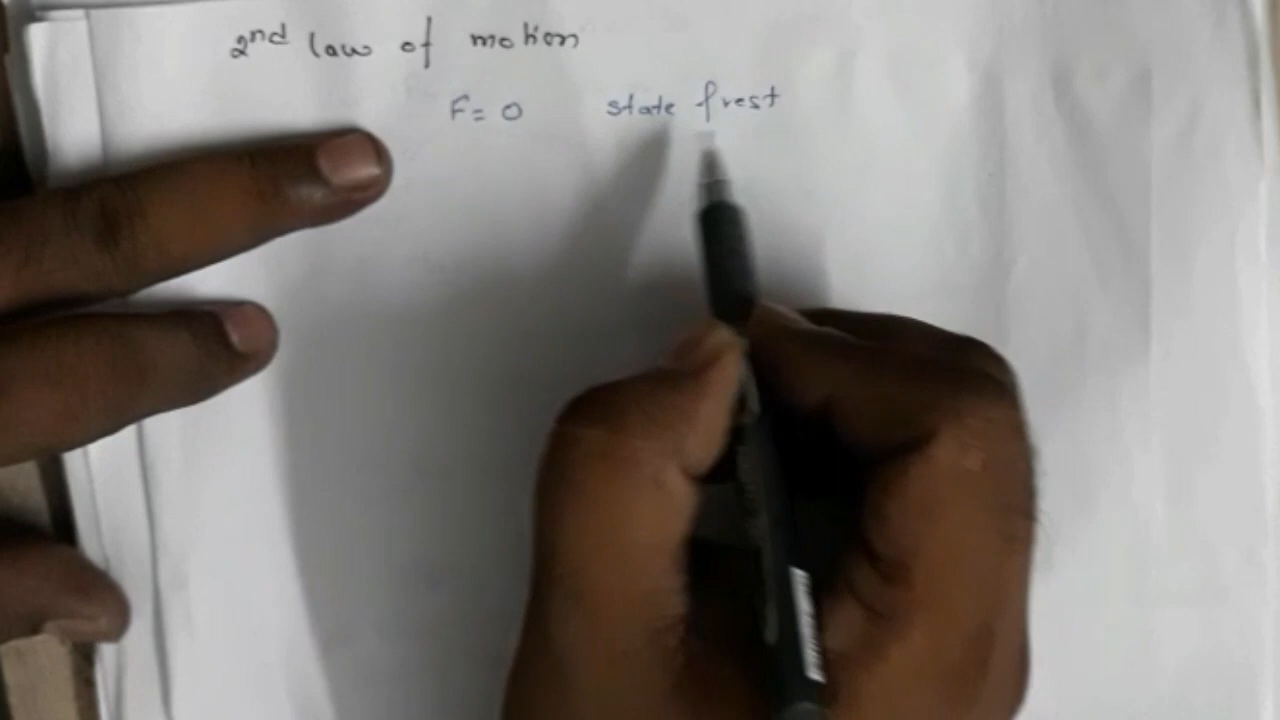 2nd law of motion
F= 0 state f rest